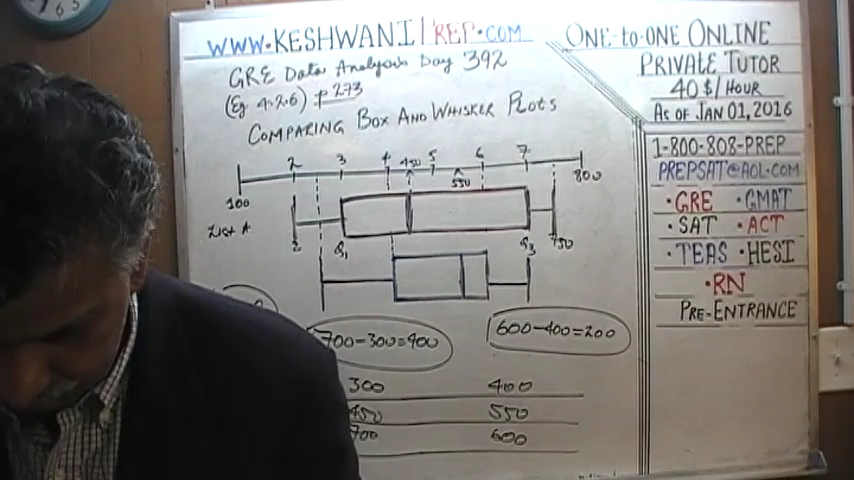 WWW.KESHWANI PREP.COM
GRE Data Analysis Day 392
(Eg 4.2.6) p 273
COMPARING BOX AND WHISKER PLOTS
2 3 4 450 5 6 7
100 550 800
LIST A
2 Q1 Q3 750
700-300=400 600-400=200
300 400
450 550
700 600
ONE-to-ONE ONLINE
PRIVATE TUTOR
40 $/HOUR
AS OF JAN 01,2016
1-800-808-PREP
PREPSAT@AOL.COM
•GRE •GMAT
•SAT •ACT
•TEAS •HESI
•RN
PRE-ENTRANCE